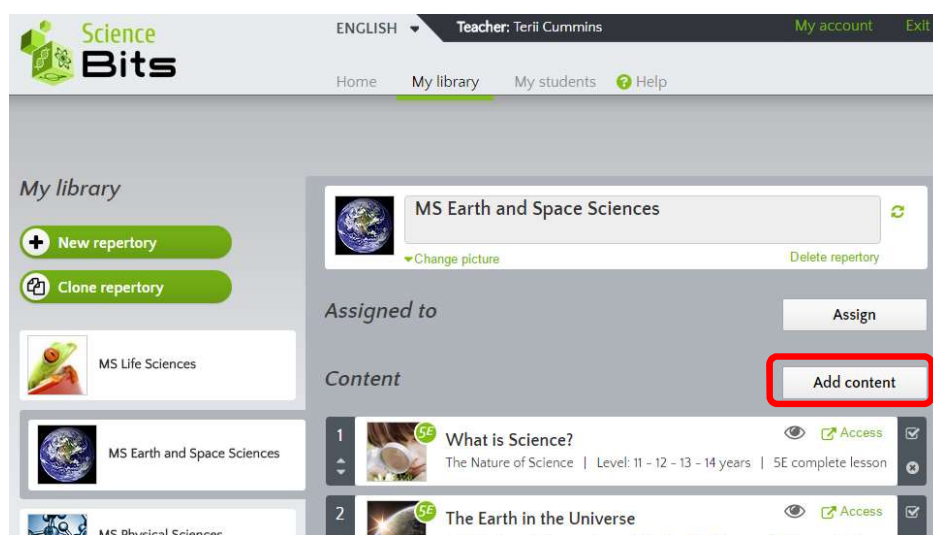 Science
Bits
ENGLISH
Teacher: Terii Cummins
My account
Exit
Home
My library
My students
? Help
My library
New repertory
Clone repertory
MS Life Sciences
MS Earth and Space Sciences
MS Physical Sciences
MS Earth and Space Sciences
Change picture
Delete repertory
Assigned to
Assign
Content
Add content
1
5E
What is Science?
Access
The Nature of Science | Level: 11 - 12 - 13 - 14 years | 5E complete lesson
2
5E
The Earth in the Universe
Access